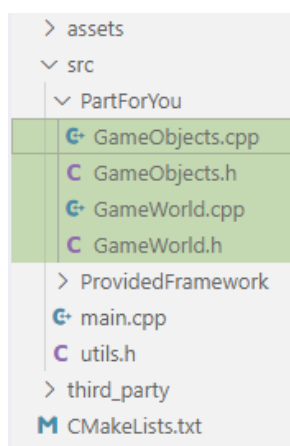 > assets
∨ src
∨ PartForYou
G+ GameObjects.cpp
C GameObjects.h
G+ GameWorld.cpp
C GameWorld.h
> ProvidedFramework
G+ main.cpp
C utils.h
> third_party
M CMakeLists.txt